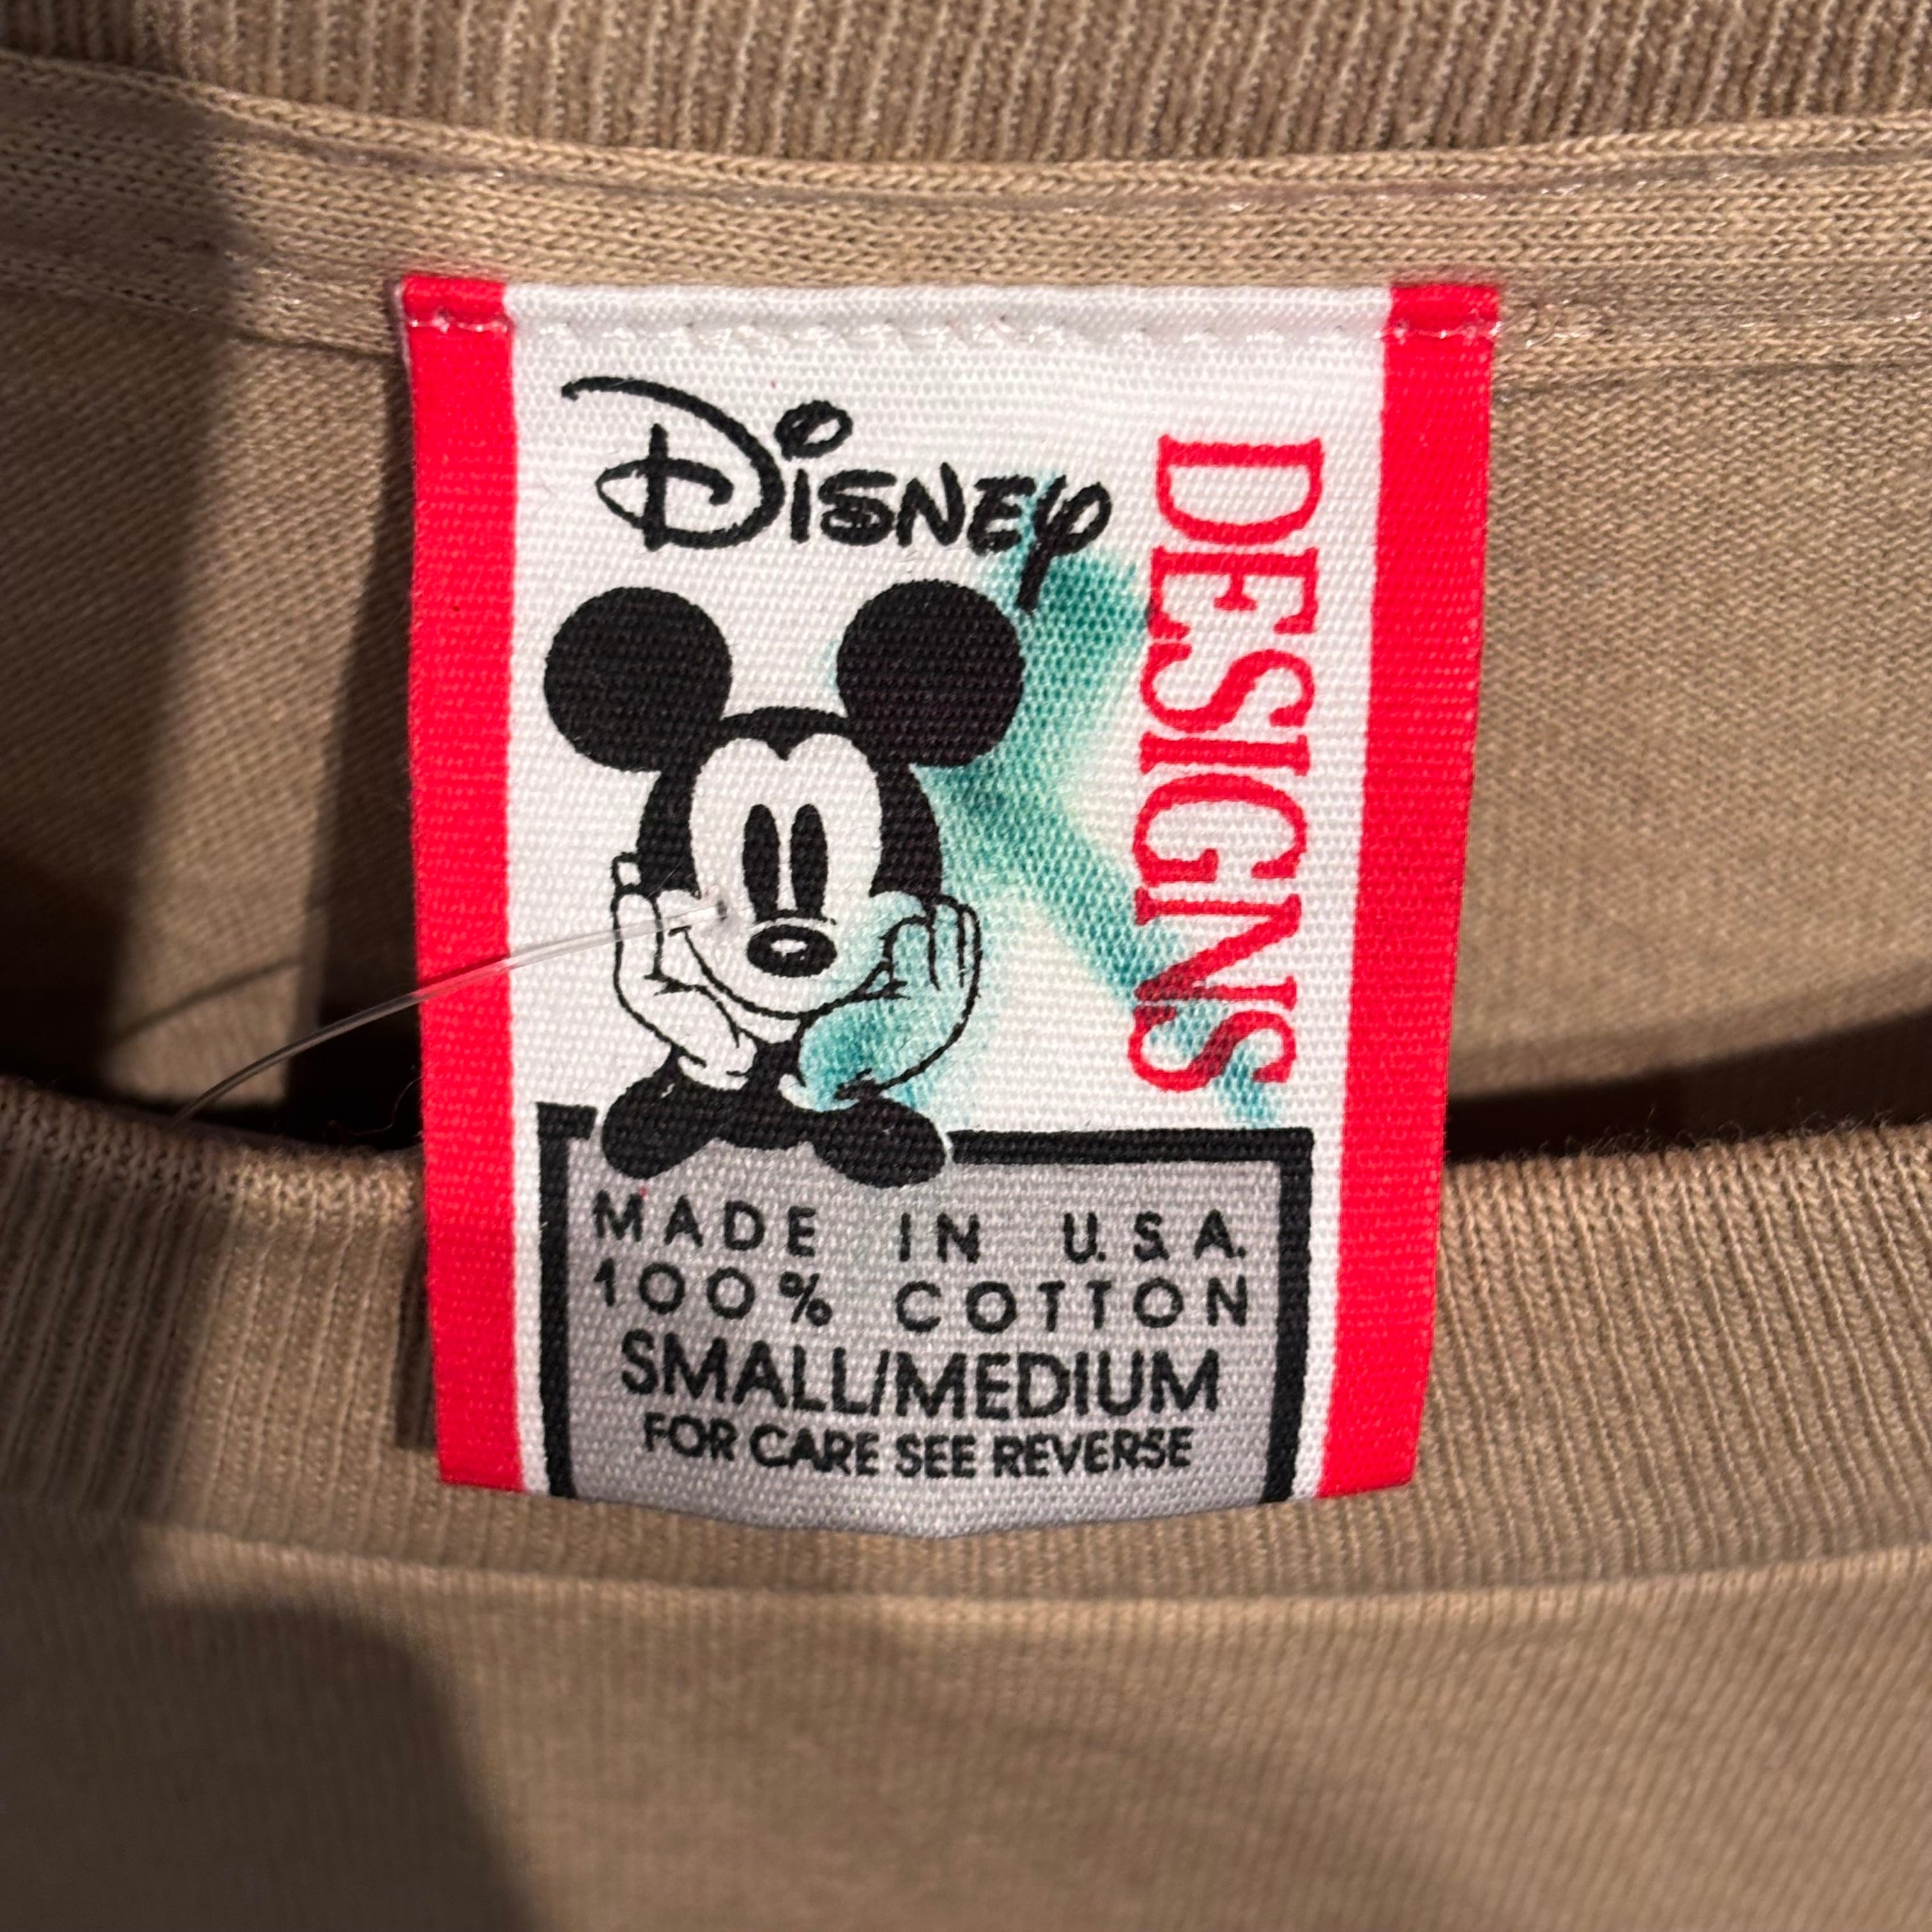 Disney
DESIGNS
MADE IN U.S.A.
100% COTTON
SMALL/MEDIUM
FOR CARE SEE REVERSE